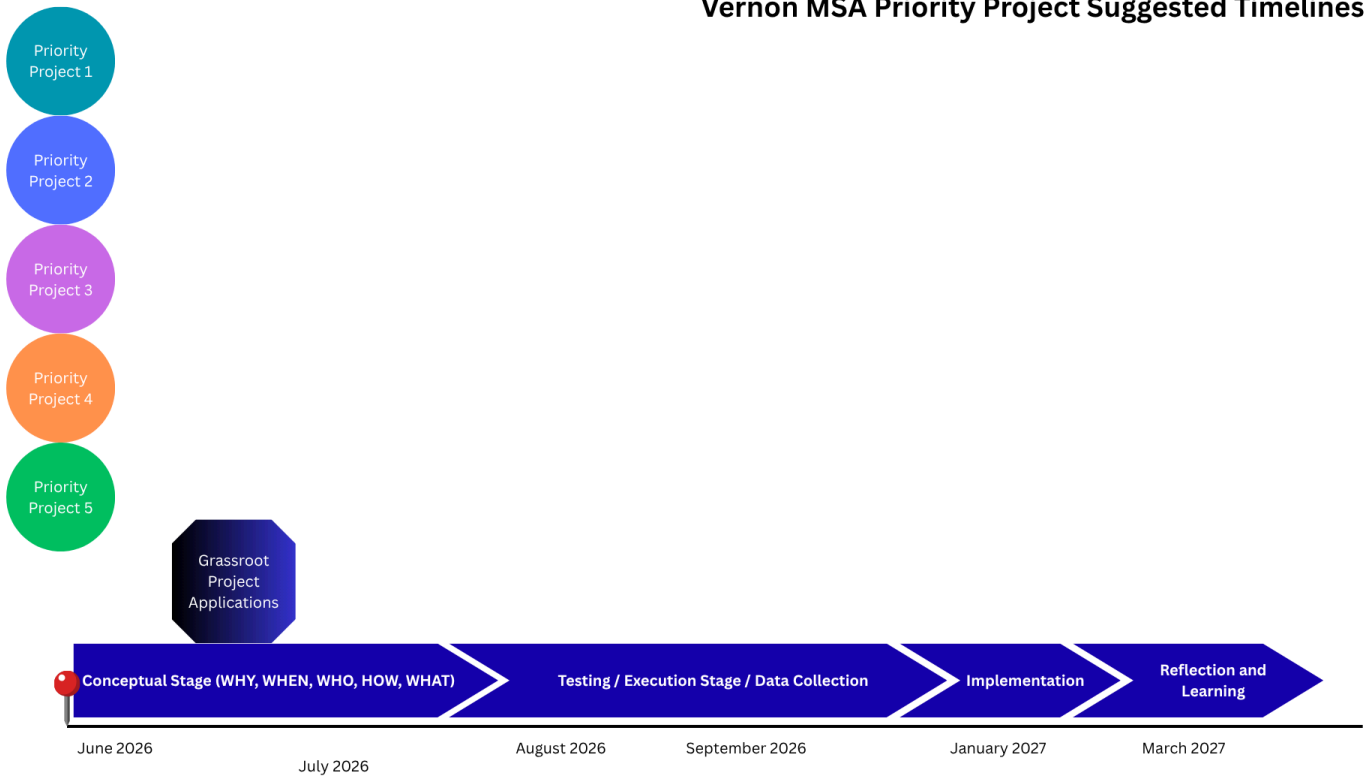 Vernon MSA Priority Project Suggested Timelines
Priority
Project 1
Priority
Project 2
Priority
Project 3
Priority
Project 4
Priority
Project 5
Grassroot
Project
Applications
Conceptual Stage (WHY, WHEN, WHO, HOW, WHAT)
Testing / Execution Stage / Data Collection
Implementation
Reflection and
Learning
June 2026
July 2026
August 2026
September 2026
January 2027
March 2027